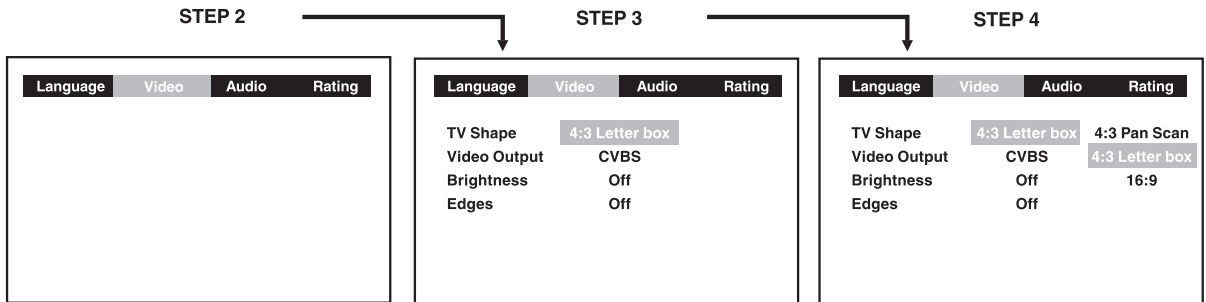 STEP 2 STEP 3 STEP 4
Language Video Audio Rating
Language Video Audio Rating
TV Shape 4:3 Letter box
Video Output CVBS
Brightness Off
Edges Off
Language Video Audio Rating
TV Shape 4:3 Letter box 4:3 Pan Scan
Video Output CVBS 4:3 Letter box
Brightness Off 16:9
Edges Off